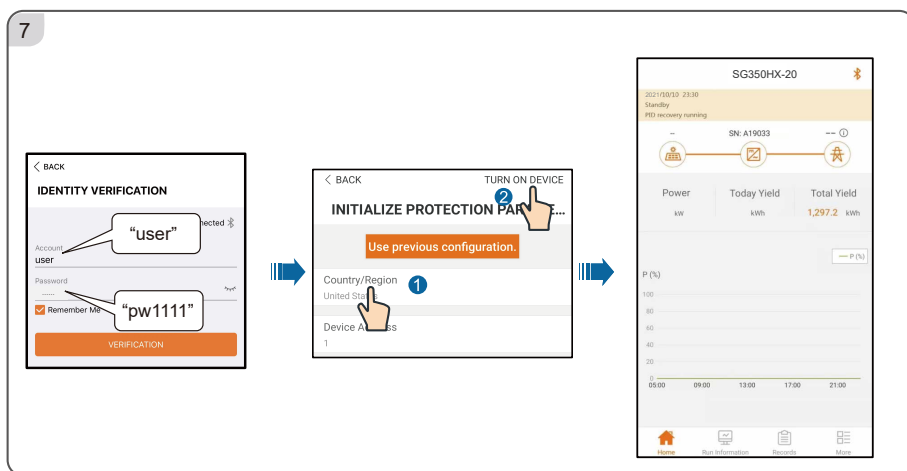 7
< BACK
IDENTITY VERIFICATION
nected
"user"
Account
user
Password
......
"pw1111"
Remember Me
VERIFICATION
< BACK
TURN ON DEVICE
2
INITIALIZE PROTECTION PAR
E...
Use previous configuration.
Country/Region
1
United Sta
Device A
ss
1
SG350HX-20
2021/10/10 23:30
Standby
PID recovery running
--
SN: A19033
--
Power
Today Yield
Total Yield
kW
kWh
1,297.2 kWh
P (%)
P (%)
100
80
60
40
20
0
05:00 09:00 13:00 17:00 21:00
Home Run Information Records More